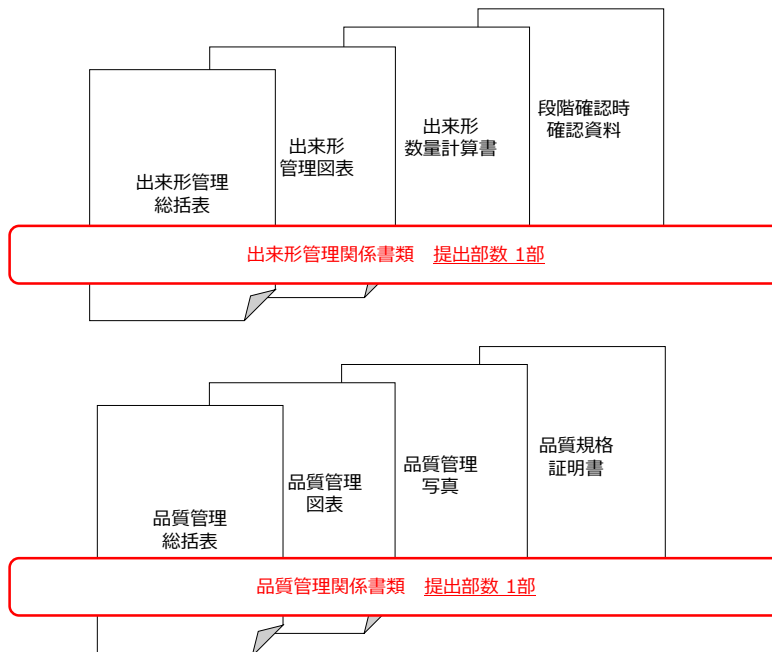 出来形管理
総括表
出来形
管理図表
出来形
数量計算書
段階確認時
確認資料
出来形管理関係書類　提出部数 1部
品質管理
総括表
品質管理
図表
品質管理
写真
品質規格
証明書
品質管理関係書類　提出部数 1部